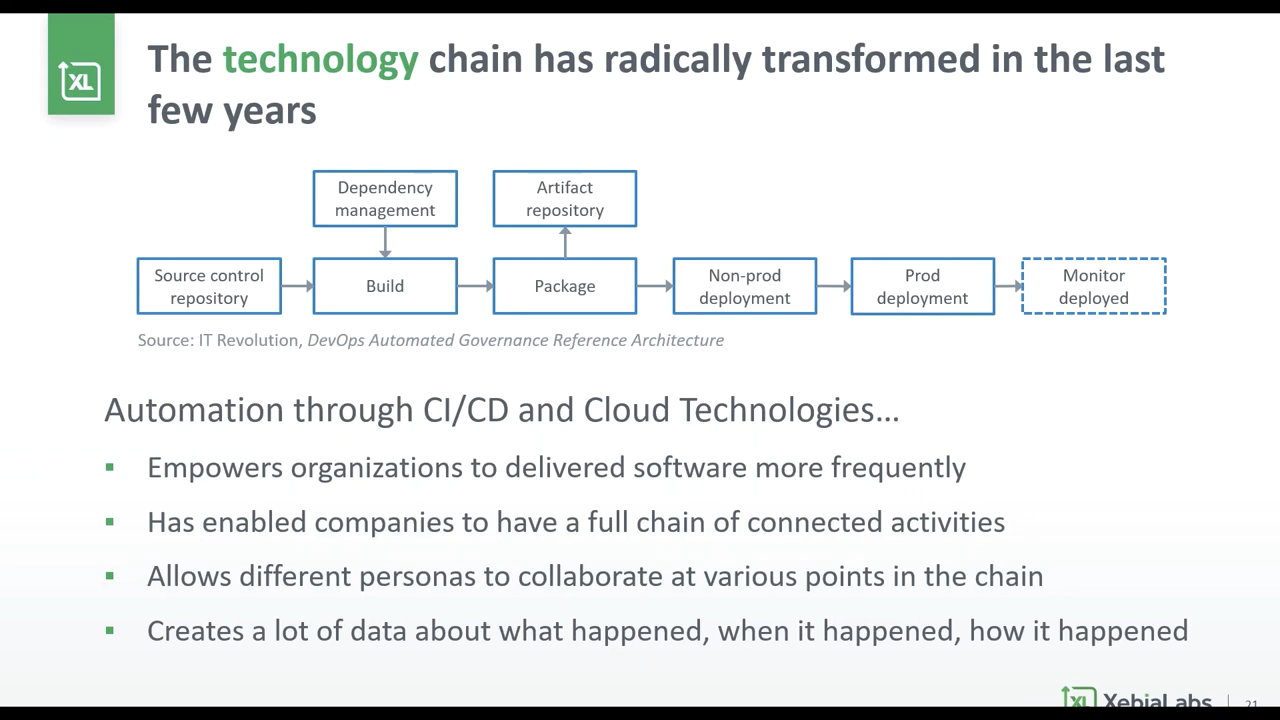 XL
The technology chain has radically transformed in the last
few years
Dependency
management
Artifact
repository
Source control
repository
Build
Package
Non-prod
deployment
Prod
deployment
Monitor
deployed
Source: IT Revolution, DevOps Automated Governance Reference Architecture
Automation through CI/CD and Cloud Technologies…
▪ Empowers organizations to delivered software more frequently
▪ Has enabled companies to have a full chain of connected activities
▪ Allows different personas to collaborate at various points in the chain
▪ Creates a lot of data about what happened, when it happened, how it happened
XL XebiaLabs | 21